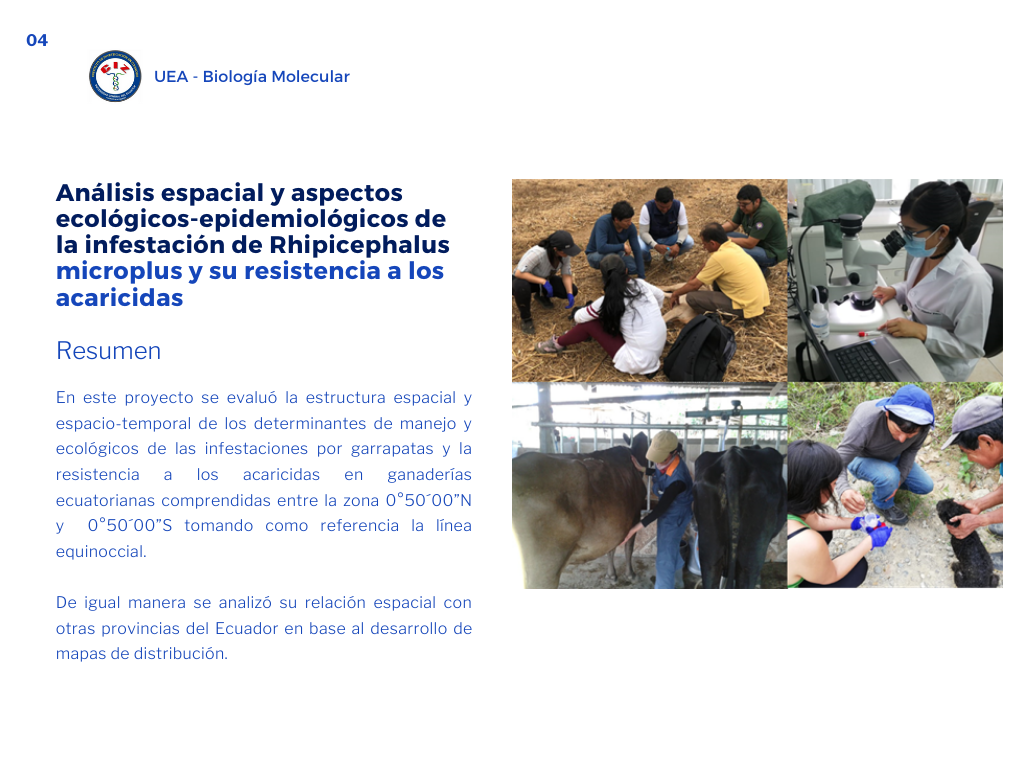 04
UEA - Biología Molecular
Análisis espacial y aspectos
ecológicos-epidemiológicos de
la infestación de Rhipicephalus
microplus y su resistencia a los
acaricidas
Resumen
En este proyecto se evaluó la estructura espacial y
espacio-temporal de los determinantes de manejo y
ecológicos de las infestaciones por garrapatas y la
resistencia a los acaricidas en ganaderías
ecuatorianas comprendidas entre la zona 0°50´00”N
y 0°50´00”S tomando como referencia la línea
equinoccial.
De igual manera se analizó su relación espacial con
otras provincias del Ecuador en base al desarrollo de
mapas de distribución.